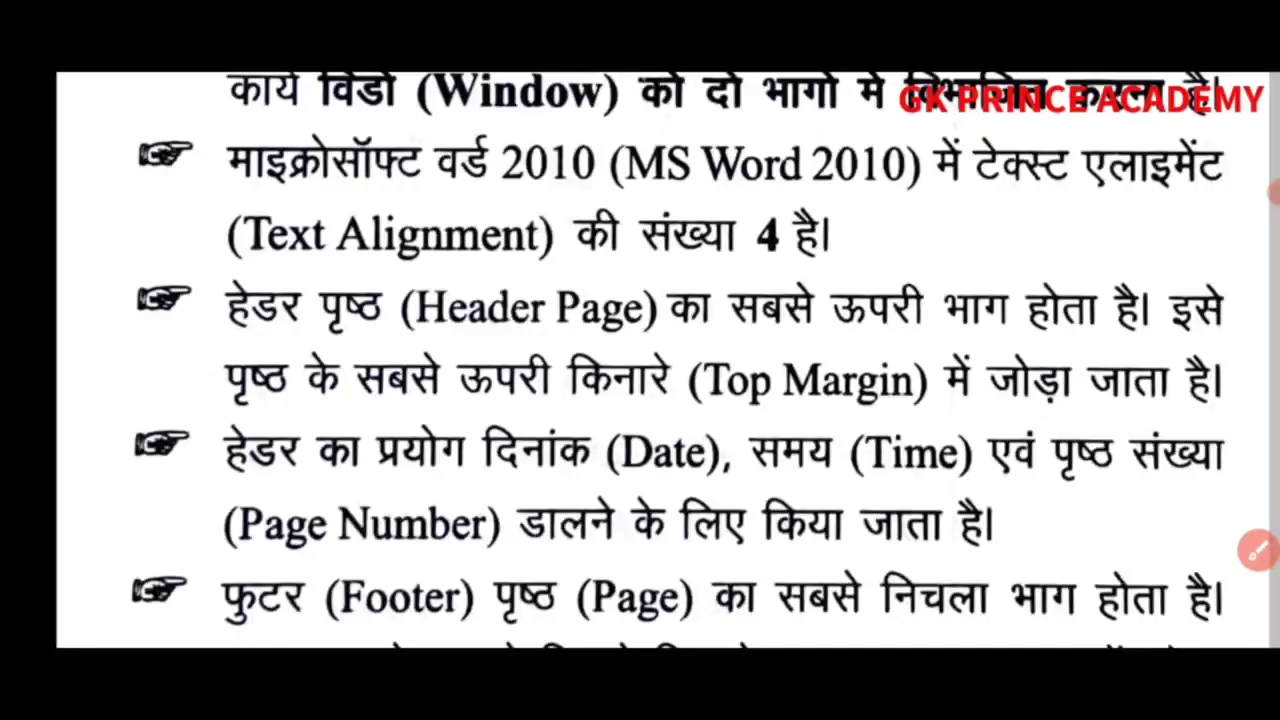 कार्य विंडो (Window) को दो भागों में विभाजित करना है।
GK PRINCE ACADEMY
माइक्रोसॉफ्ट वर्ड 2010 (MS Word 2010) में टेक्स्ट एलाइमेंट
(Text Alignment) की संख्या 4 है।
हेडर पृष्ठ (Header Page) का सबसे ऊपरी भाग होता है। इसे
पृष्ठ के सबसे ऊपरी किनारे (Top Margin) में जोड़ा जाता है।
हेडर का प्रयोग दिनांक (Date), समय (Time) एवं पृष्ठ संख्या
(Page Number) डालने के लिए किया जाता है।
फुटर (Footer) पृष्ठ (Page) का सबसे निचला भाग होता है।